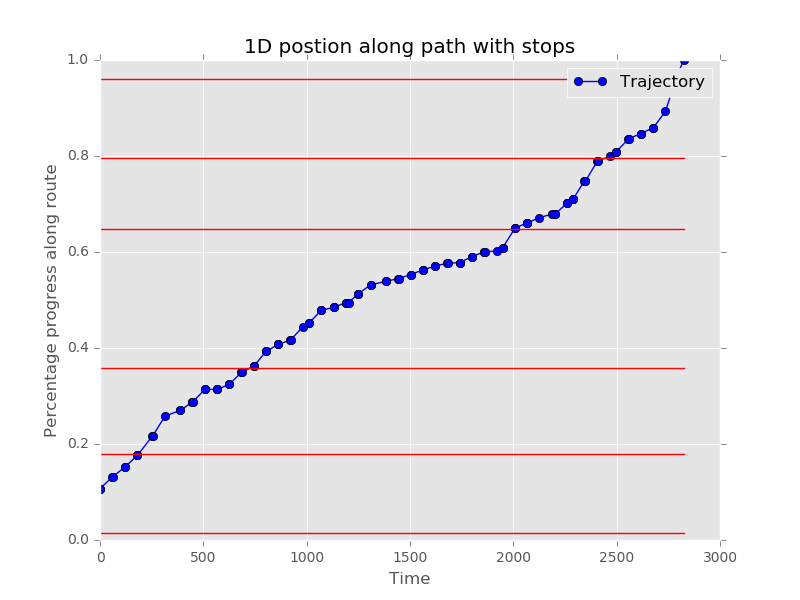 1D postion along path with stops
Trajectory
1.0
0.8
0.6
0.4
0.2
0.0
Percentage progress along route
0 500 1000 1500 2000 2500 3000
Time